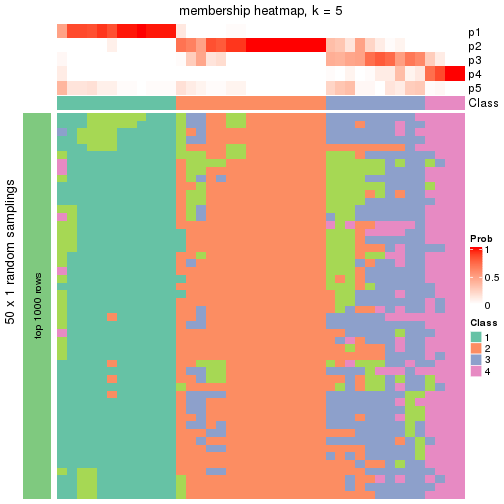 membership heatmap, k = 5
p1
p2
p3
p4
p5
Class
50 x 1 random samplings
top 1000 rows
Prob
1
0.5
0
Class
1
2
3
4